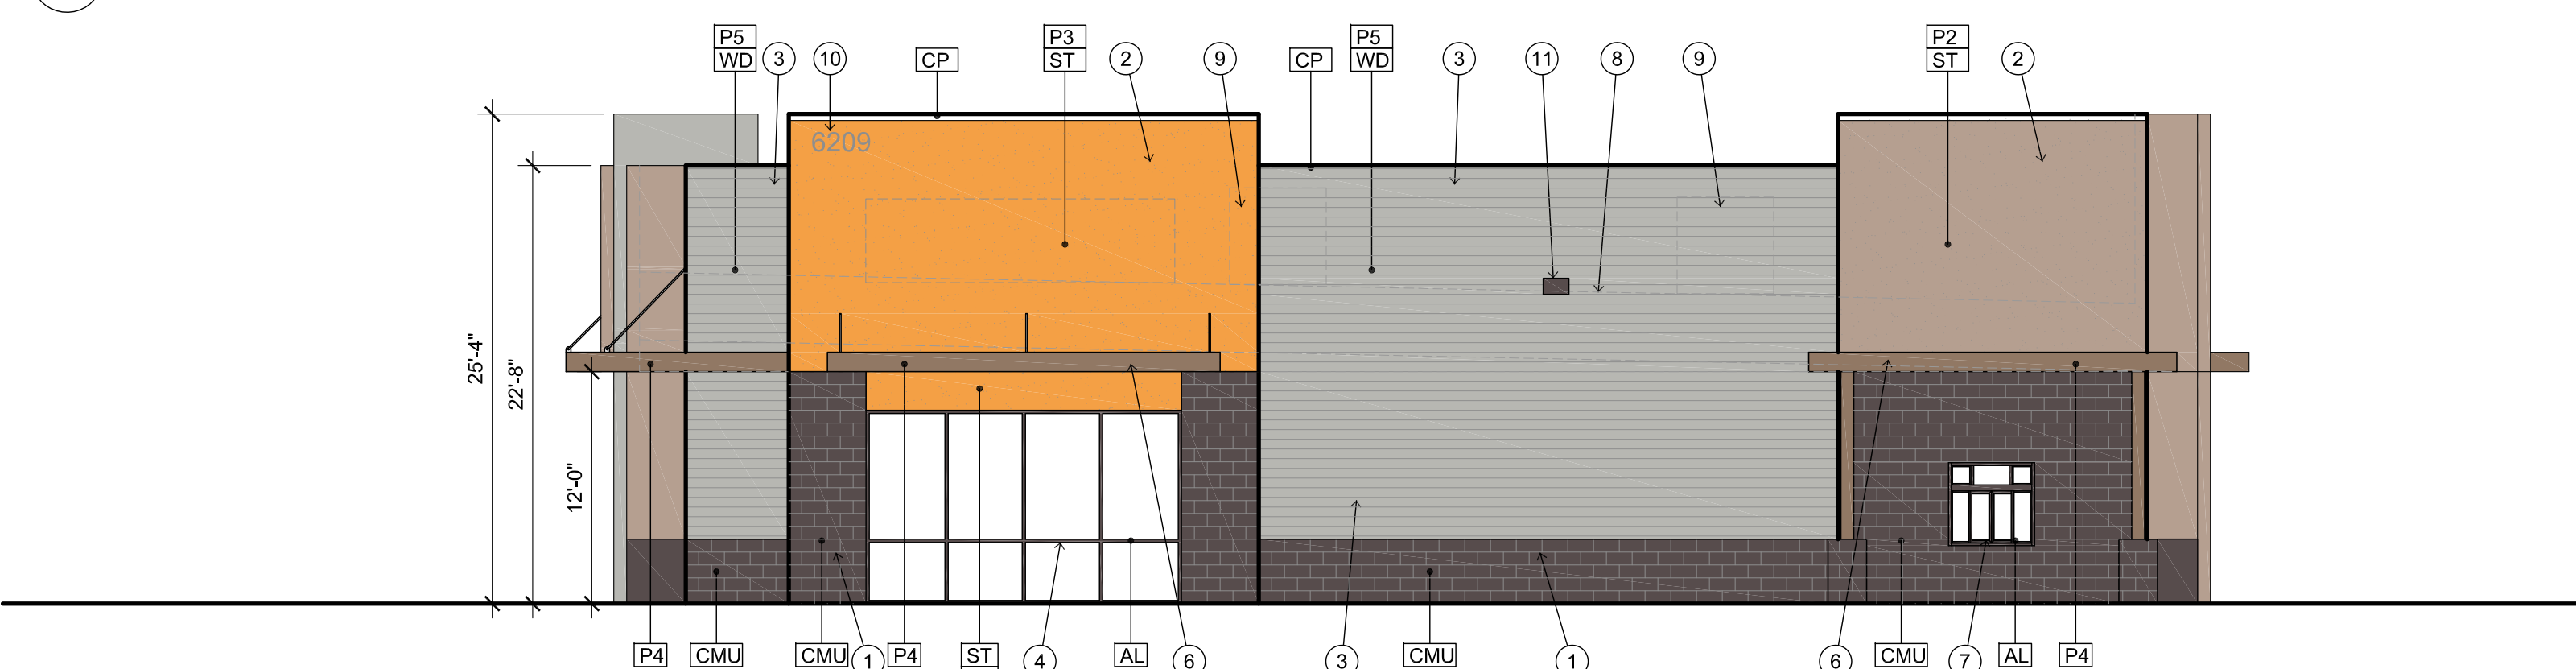 P5
WD
3
10
CP
P3
ST
2
9
CP
P5
WD
3
11
8
9
P2
ST
2
6209
25'-4"
22'-8"
12'-0"
P4
CMU
CMU
1
P4
ST
4
AL
6
3
CMU
1
6
CMU
7
AL
P4